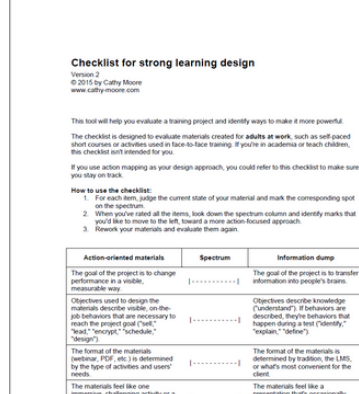 Checklist for strong learning design
Version 2
© 2015 by Cathy Moore
www.cathy-moore.com
This tool will help you evaluate a training project and identify ways to make it more powerful.
The checklist is designed to evaluate materials created for adults at work, such as self-paced
short courses or activities used in face-to-face training. If you're in academia or teach children,
this checklist isn't intended for you.
If you use action mapping as your design approach, you could refer to this checklist to make sure
you stay on track.
How to use the checklist:
1. For each item, judge the current state of your material and mark the corresponding spot
on the spectrum.
2. When you've rated all the items, look down the spectrum column and identify marks that
you'd like to move to the left, toward a more action-focused approach.
3. Rework your materials and evaluate them again.
Action-oriented materials Spectrum Information dump
The goal of the project is to change
performance in a visible,
measurable way.
[ - - - - - - - - - - - ]
The goal of the project is to transfer
information into people's brains.
Objectives used to design the
materials describe visible, on-the-
job behaviors that are necessary to
reach the project goal ("sell,"
"lead," "encrypt," "schedule,"
"design").
[ - - - - - - - - - - - ]
Objectives describe knowledge
("understand"). If behaviors are
described, they're behaviors that
happen during a test ("identify,"
"explain," "define").
The format of the materials
(webinar, PDF, etc.) is determined
by the type of activities and users'
needs.
[ - - - - - - - - - - - ]
The format of the materials is
determined by tradition, the LMS,
or what's most convenient for the
client.
The materials feel like one
The materials feel like a